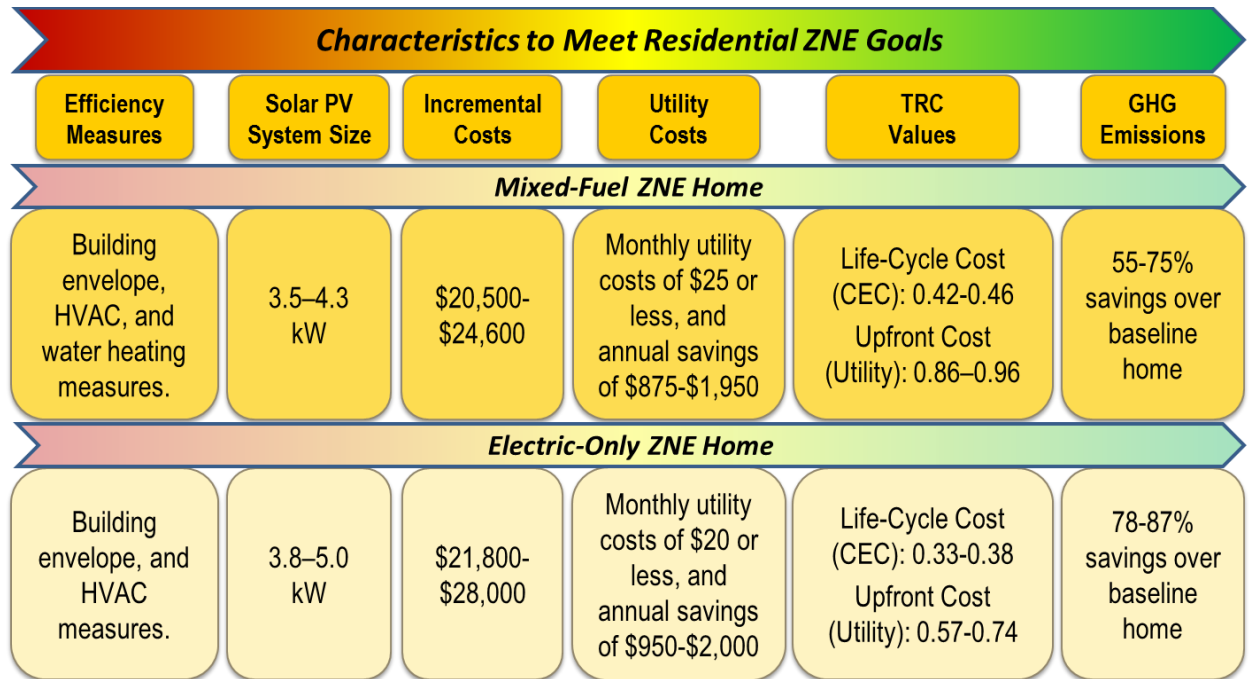 Characteristics to Meet Residential ZNE Goals
Efficiency
Measures
Solar PV
System Size
Incremental
Costs
Utility
Costs
TRC
Values
GHG
Emissions
Mixed-Fuel ZNE Home
Building
envelope,
HVAC, and
water heating
measures.
3.5–4.3
kW
$20,500-
$24,600
Monthly utility
costs of $25 or
less, and
annual savings
of $875-$1,950
Life-Cycle Cost
(CEC): 0.42-0.46
Upfront Cost
(Utility): 0.86–0.96
55-75%
savings over
baseline
home
Electric-Only ZNE Home
Building
envelope, and
HVAC
measures.
3.8–5.0
kW
$21,800-
$28,000
Monthly utility
costs of $20 or
less, and
annual savings
of $950-$2,000
Life-Cycle Cost
(CEC): 0.33-0.38
Upfront Cost
(Utility): 0.57-0.74
78-87%
savings over
baseline
home